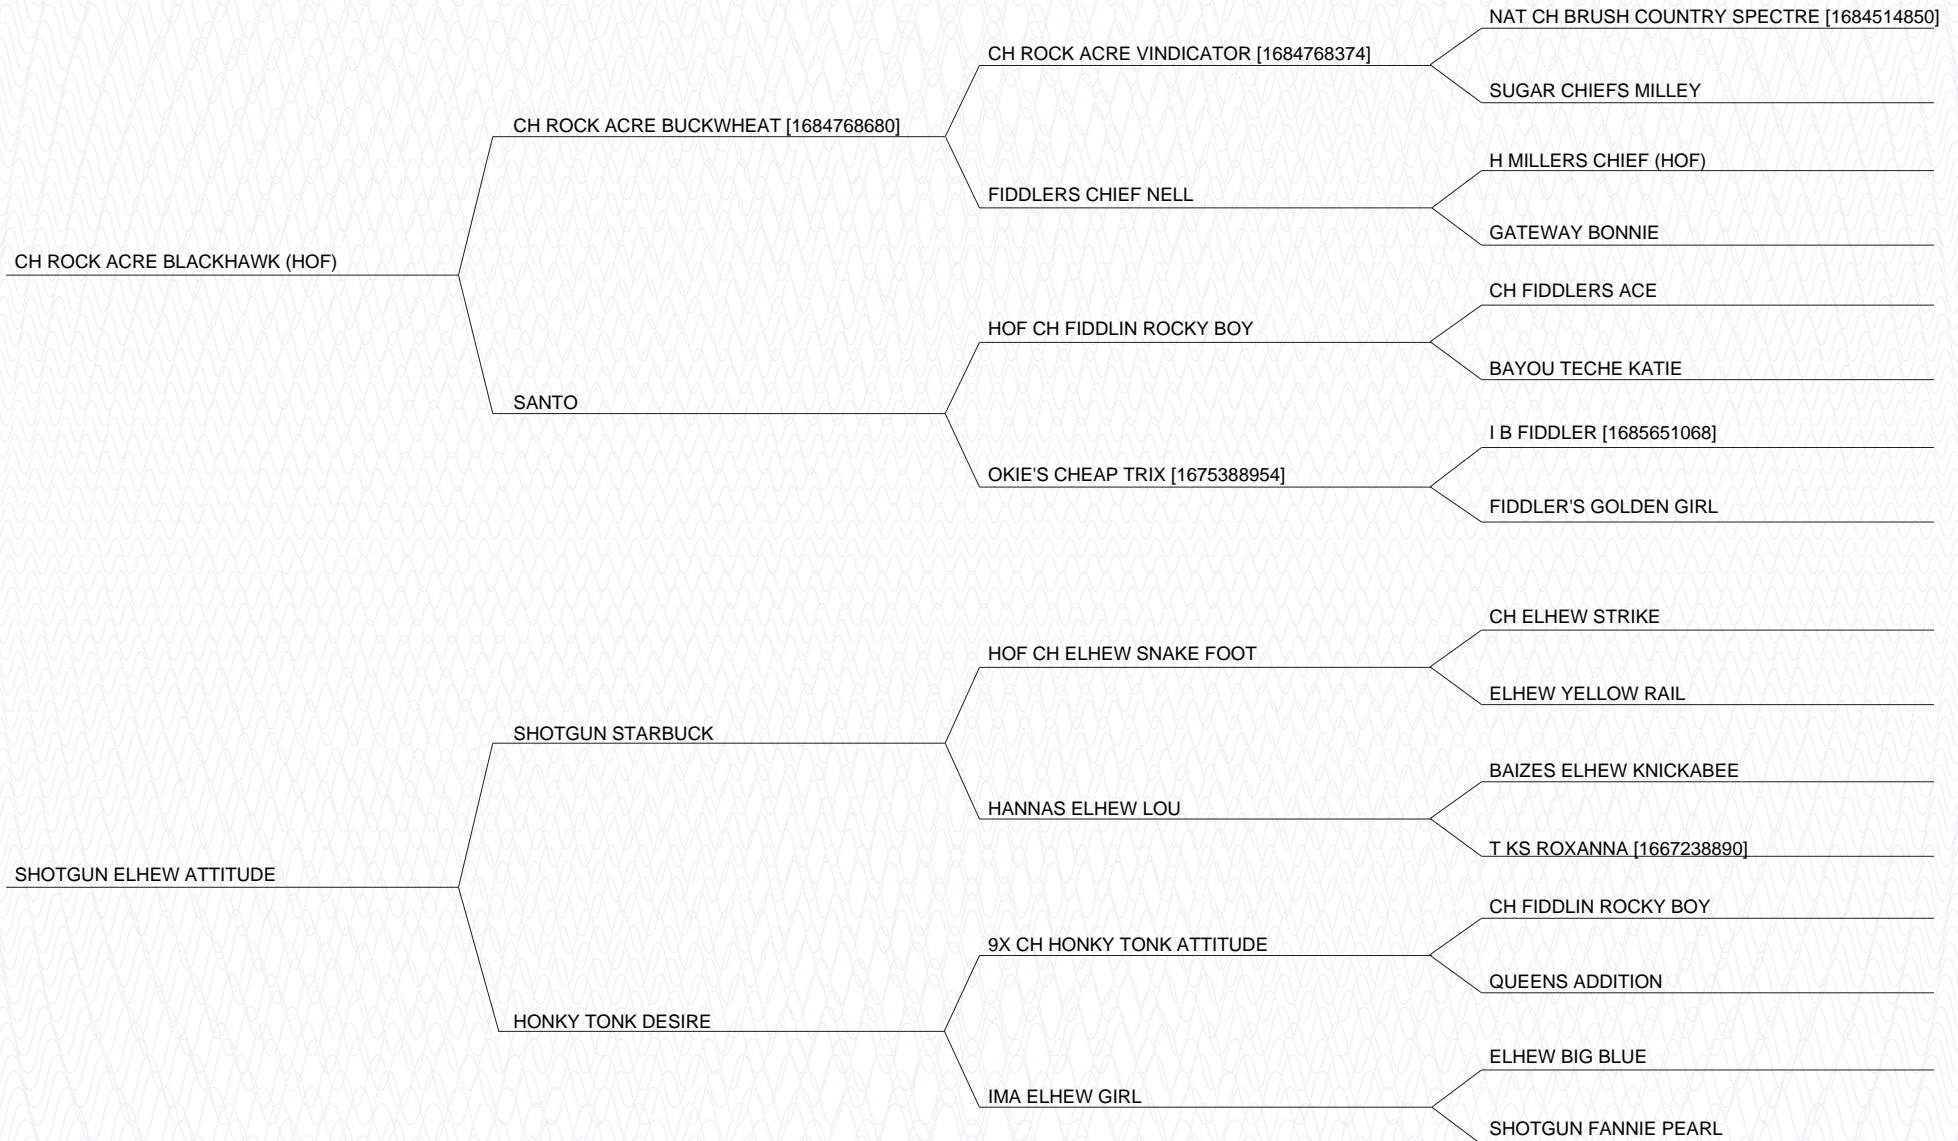 NAT CH BRUSH COUNTRY SPECTRE [1684514850]
CH ROCK ACRE VINDICATOR [1684768374]
SUGAR CHIEFS MILLEY
CH ROCK ACRE BUCKWHEAT [1684768680]
H MILLERS CHIEF (HOF)
FIDDLERS CHIEF NELL
GATEWAY BONNIE
CH ROCK ACRE BLACKHAWK (HOF)
CH FIDDLERS ACE
HOF CH FIDDLIN ROCKY BOY
BAYOU TECHE KATIE
SANTO
I B FIDDLER [1685651068]
OKIE'S CHEAP TRIX [1675388954]
FIDDLER'S GOLDEN GIRL
CH ELHEW STRIKE
HOF CH ELHEW SNAKE FOOT
ELHEW YELLOW RAIL
SHOTGUN STARBUCK
BAIZES ELHEW KNICKABEE
HANNAS ELHEW LOU
T KS ROXANNA [1667238890]
SHOTGUN ELHEW ATTITUDE
CH FIDDLIN ROCKY BOY
9X CH HONKY TONK ATTITUDE
QUEENS ADDITION
HONKY TONK DESIRE
ELHEW BIG BLUE
IMA ELHEW GIRL
SHOTGUN FANNIE PEARL